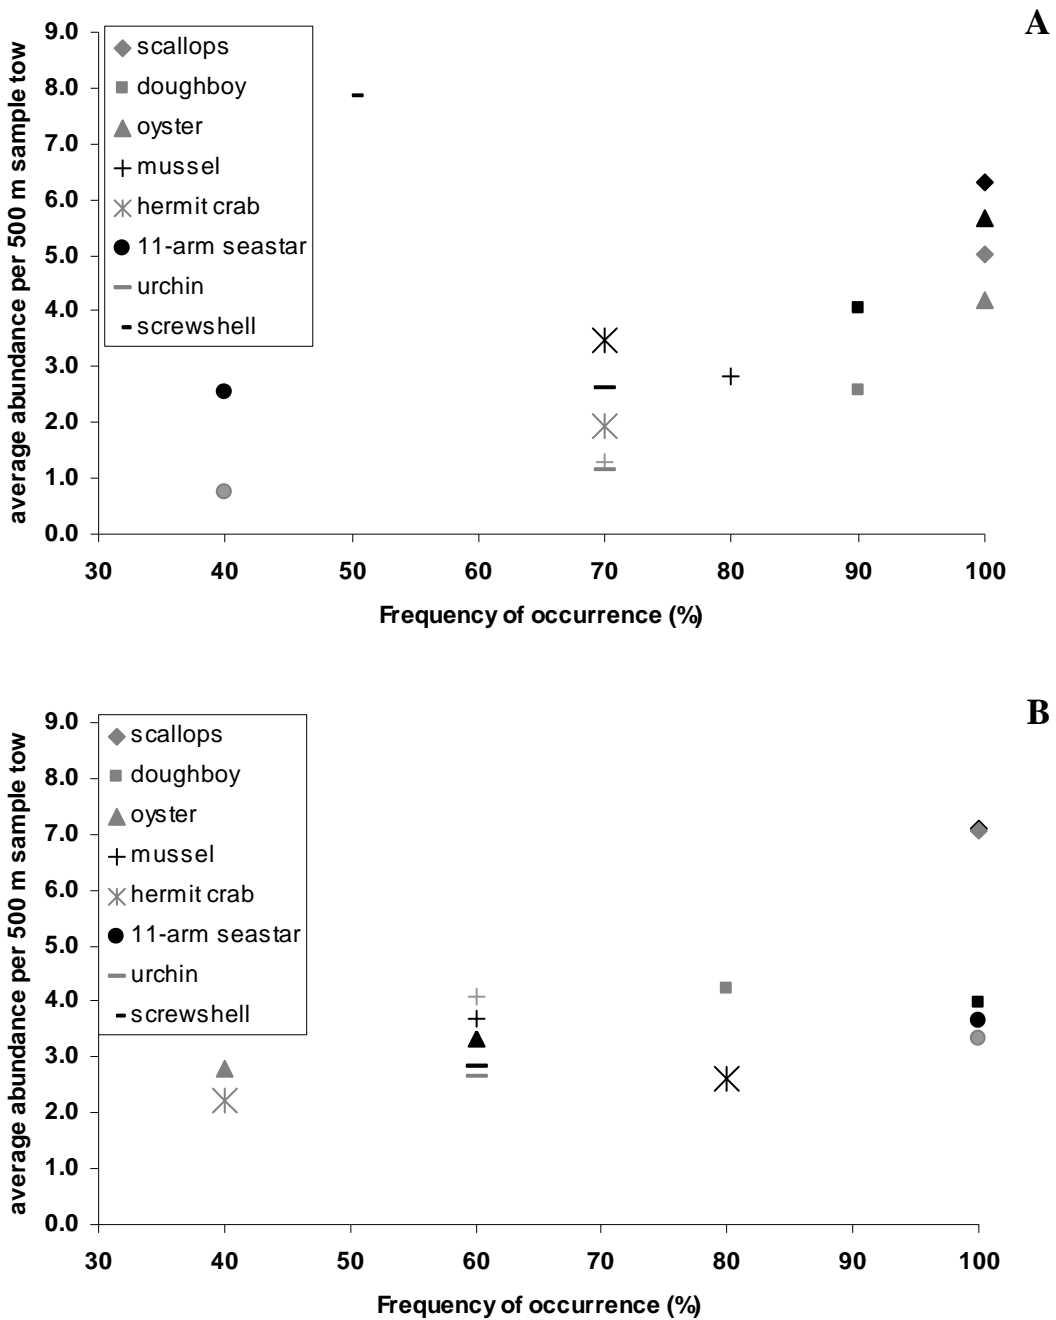 A
9.0
8.0
7.0
6.0
5.0
4.0
3.0
2.0
1.0
0.0
average abundance per 500 m sample tow
scallops
doughboy
oyster
mussel
hermit crab
11-arm seastar
urchin
screwshell
30 40 50 60 70 80 90 100
Frequency of occurrence (%)
B
9.0
8.0
7.0
6.0
5.0
4.0
3.0
2.0
1.0
0.0
average abundance per 500 m sample tow
scallops
doughboy
oyster
mussel
hermit crab
11-arm seastar
urchin
screwshell
30 40 50 60 70 80 90 100
Frequency of occurrence (%)